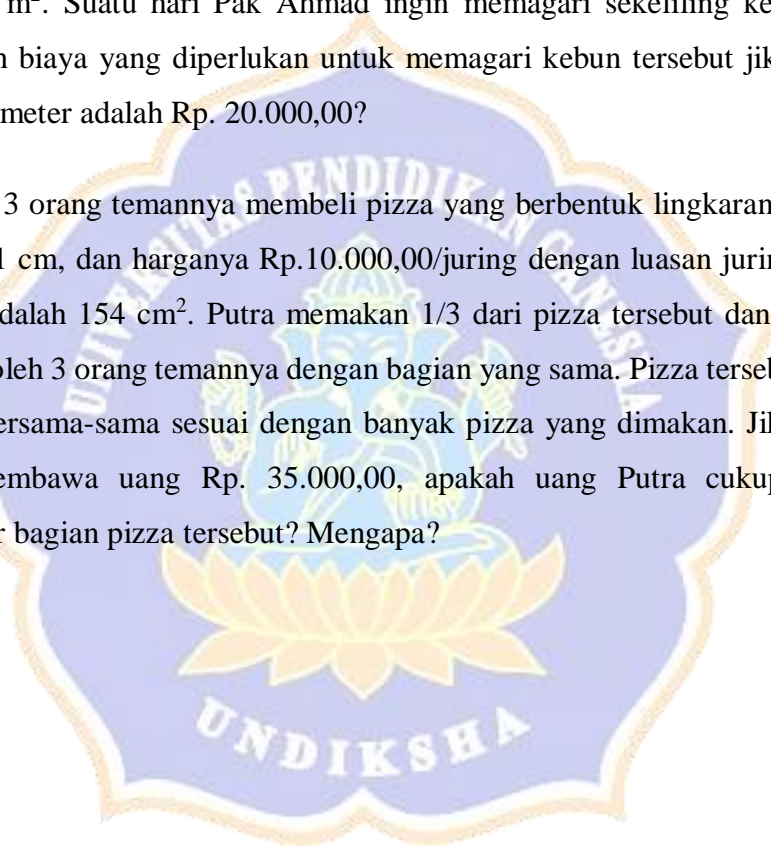 m². Suatu hari Pak Ahmad ingin memagari sekeliling ke
biaya yang diperlukan untuk memagari kebun tersebut jik
meter adalah Rp. 20.000,00?
3 orang temannya membeli pizza yang berbentuk lingkaran
1 cm, dan harganya Rp.10.000,00/juring dengan luasan jurin
dalah 154 cm². Putra memakan 1/3 dari pizza tersebut dan
oleh 3 orang temannya dengan bagian yang sama. Pizza terseb
ersama-sama sesuai dengan banyak pizza yang dimakan. Jik
embawa uang Rp. 35.000,00, apakah uang Putra cukup
r bagian pizza tersebut? Mengapa?
UNIVERSITAS PENDIDIKAN GANESHA
UNDIKSHA